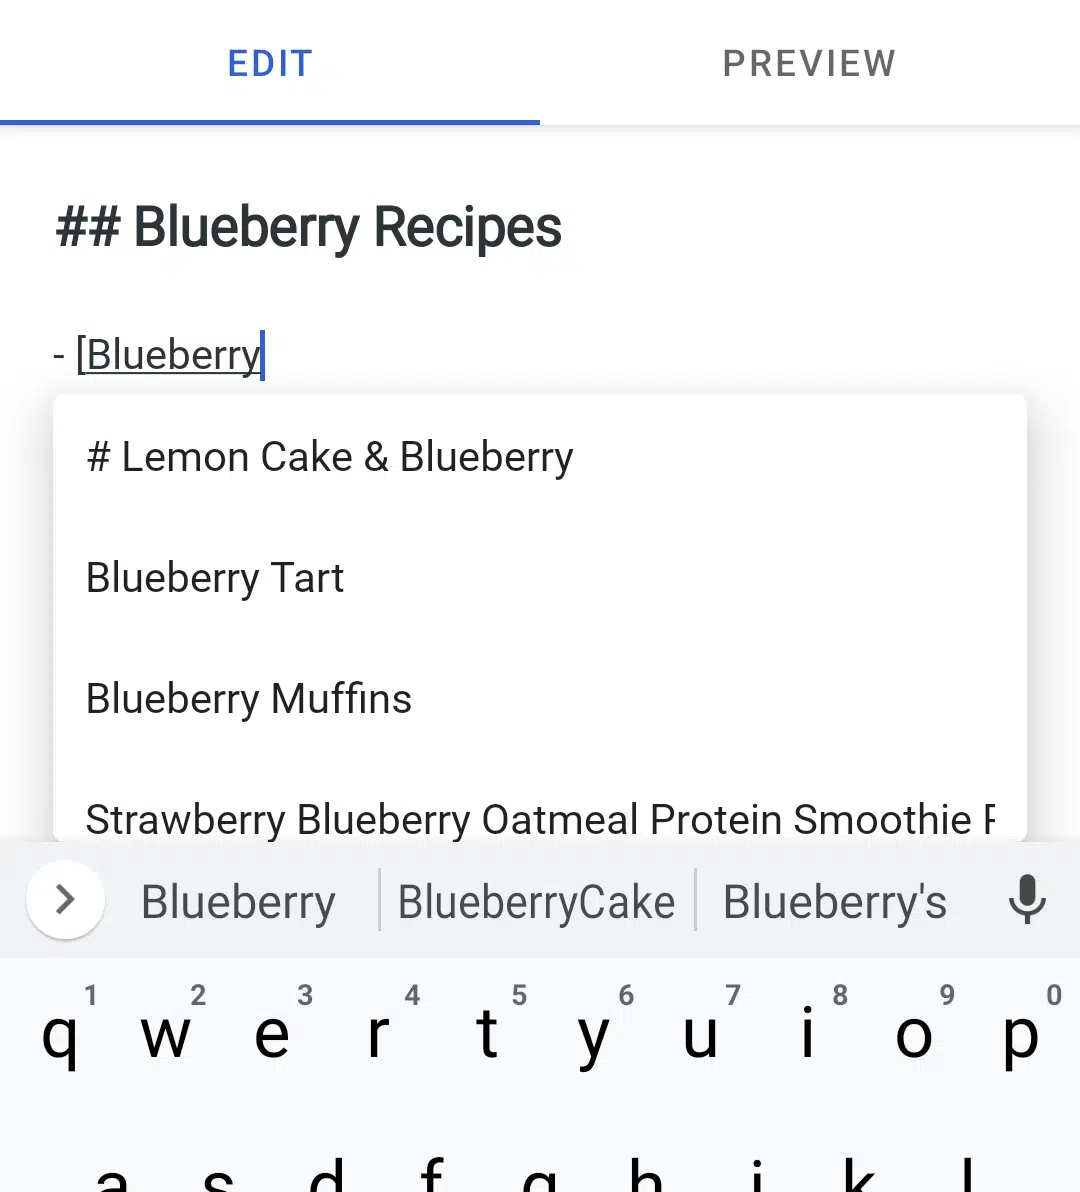 EDIT PREVIEW
## Blueberry Recipes
- [Blueberry
# Lemon Cake & Blueberry
Blueberry Tart
Blueberry Muffins
Strawberry Blueberry Oatmeal Protein Smoothie
Blueberry BlueberryCake Blueberry's
1 2 3 4 5 6 7 8 9 0
q w e r t y u i o p
a s d f g h j k l